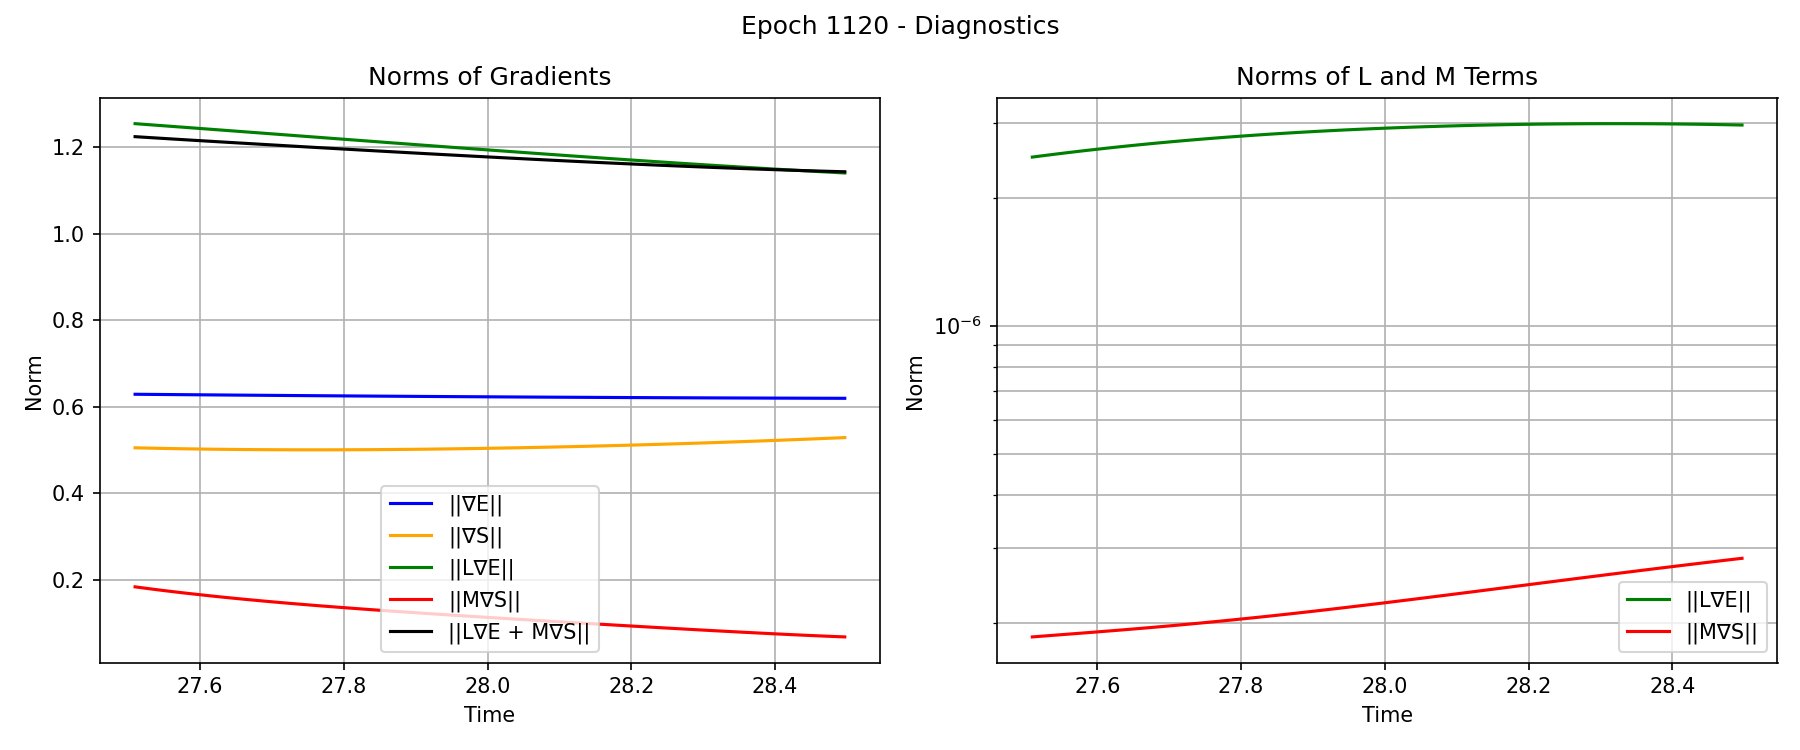 Epoch 1120 - Diagnostics
Norms of Gradients
Norm
1.2
1.0
0.8
0.6
0.4
0.2
||∇E||
||∇S||
||L∇E||
||M∇S||
||L∇E + M∇S||
27.6 27.8 28.0 28.2 28.4
Time
Norms of L and M Terms
Norm
10⁻⁶
||L∇E||
||M∇S||
27.6 27.8 28.0 28.2 28.4
Time